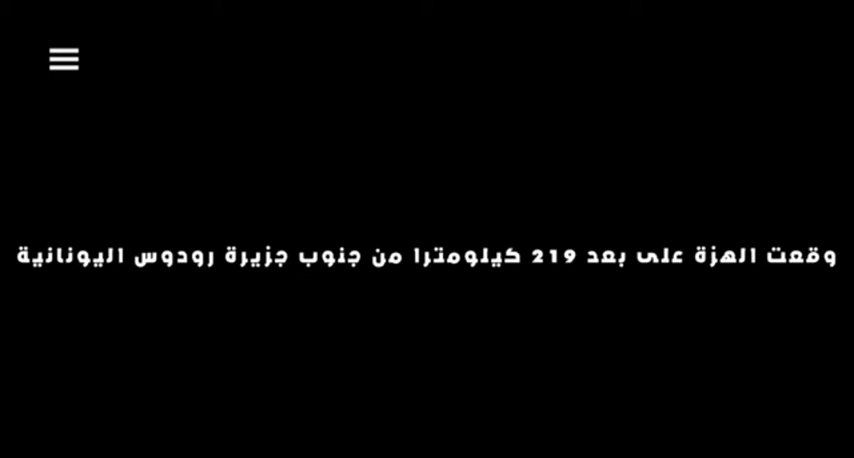 وقعت الهزة على بعد 219 كيلومترا من جنوب جزيرة رودوس اليونانية